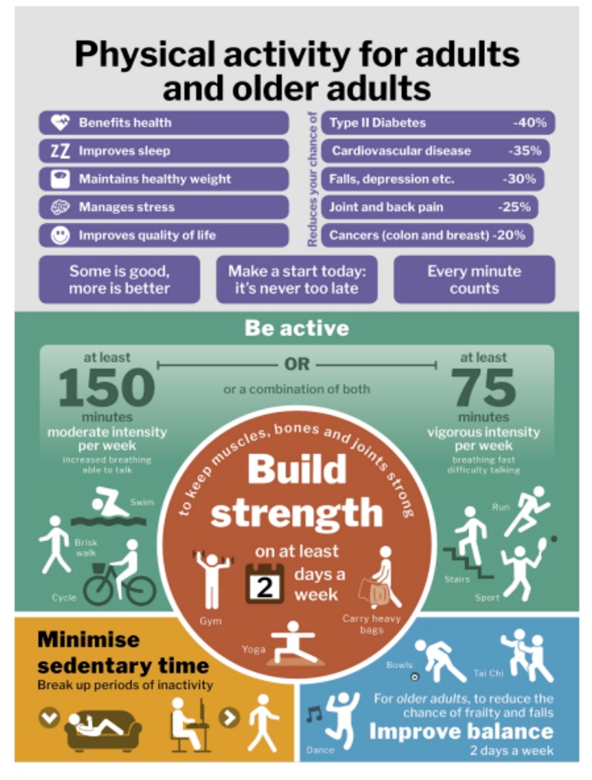 Physical activity for adults
and older adults
Benefits health
ZZ Improves sleep
Maintains healthy weight
Manages stress
Improves quality of life
Reduces your chance of
Type II Diabetes -40%
Cardiovascular disease -35%
Falls, depression etc. -30%
Joint and back pain -25%
Cancers (colon and breast) -20%
Some is good,
more is better
Make a start today:
it's never too late
Every minute
counts
Be active
at least
150
minutes
moderate intensity
per week
increased breathing
able to talk
OR
or a combination of both
at least
75
minutes
vigorous intensity
per week
breathing fast
difficulty talking
Swim
Brisk
walk
Cycle
to keep muscles, bones and joints strong
Build
strength
on at least
2
days a
week
Gym
Yoga
Carry heavy
bags
Run
Stairs
Sport
Minimise
sedentary time
Break up periods of inactivity
Bowls
Tai Chi
Dance
For older adults, to reduce the
chance of frailty and falls
Improve balance
2 days a week